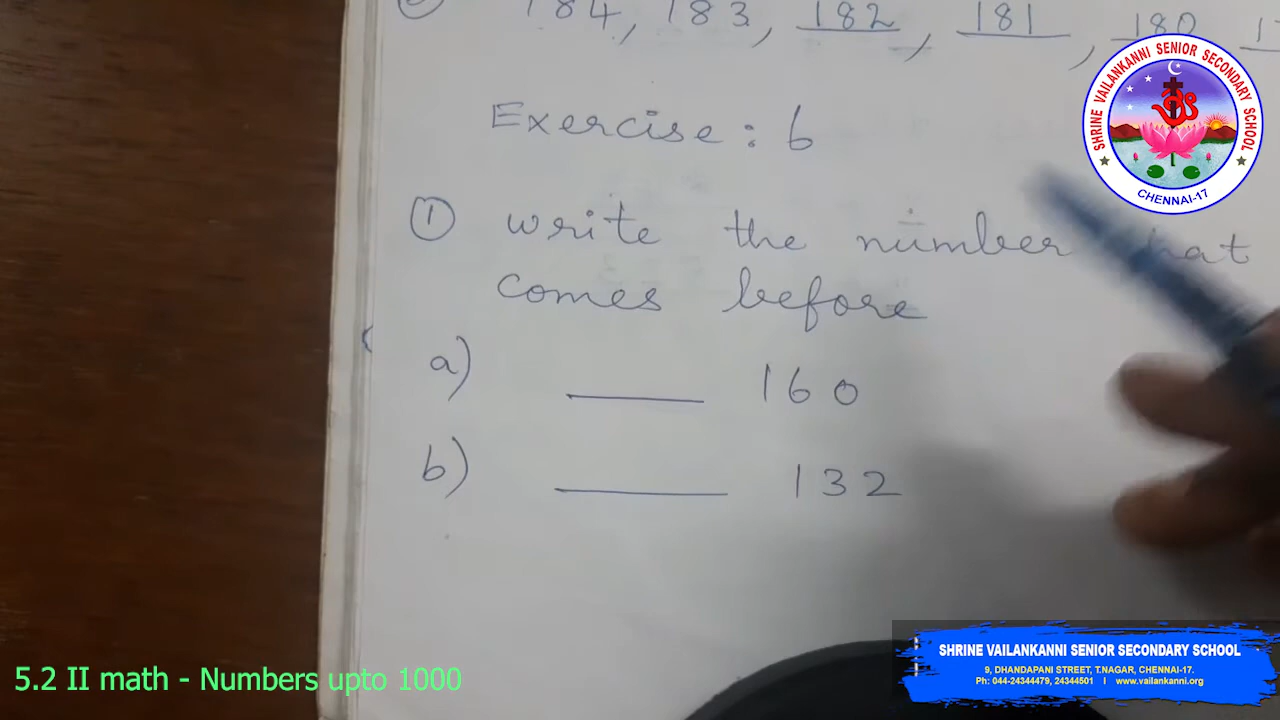 184, 183, 182, 181, 180,
Exercise : 6
① write the number that
comes before
a) ____ 160
b) ____ 132
SHRINE VAILANKANNI SENIOR SECONDARY SCHOOL
CHENNAI-17
SHRINE VAILANKANNI SENIOR SECONDARY SCHOOL
9, DHANDAPANI STREET, T.NAGAR, CHENNAI-17.
Ph: 044-24344479, 24344501 I www.vailankanni.org
5.2 II math - Numbers upto 1000